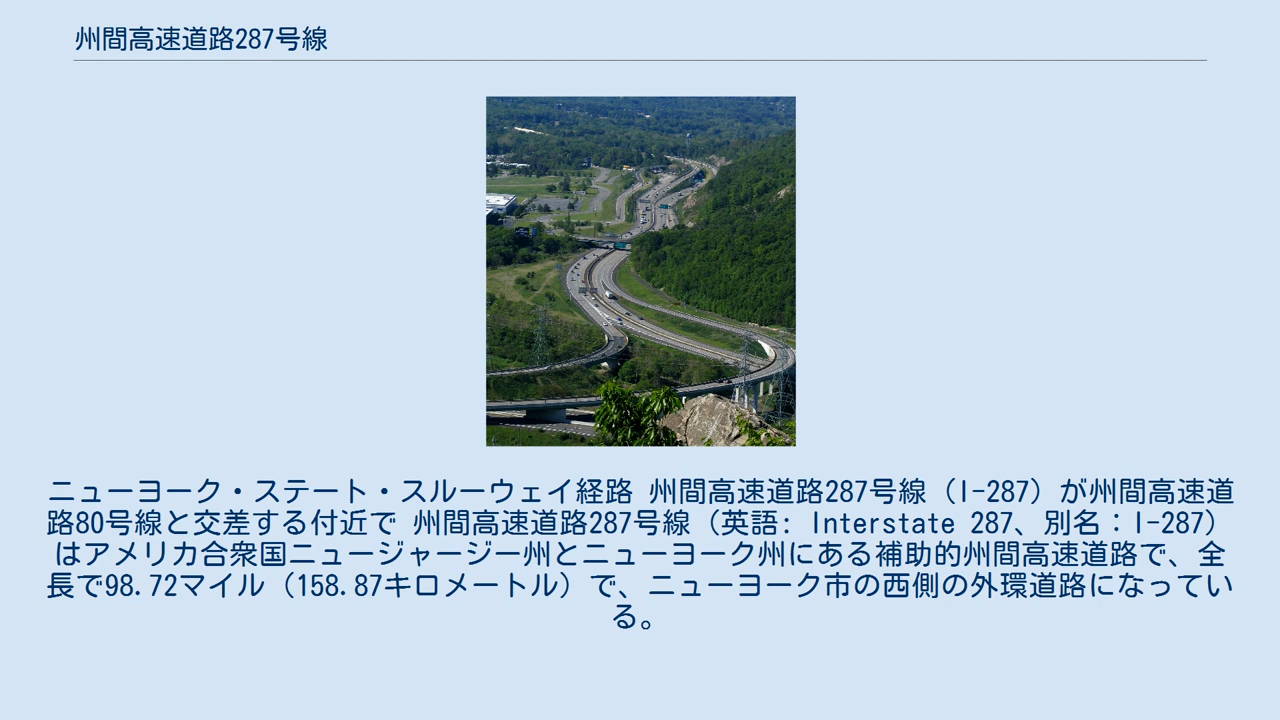 州間高速道路287号線
ニューヨーク・ステート・スルーウェイ経路 州間高速道路287号線（I-287）が州間高速道
路80号線と交差する付近で 州間高速道路287号線（英語: Interstate 287、別名：I-287）
はアメリカ合衆国ニュージャージー州とニューヨーク州にある補助的州間高速道路で、全
長で98.72マイル（158.87キロメートル）で、ニューヨーク市の西側の外環道路になってい
る。